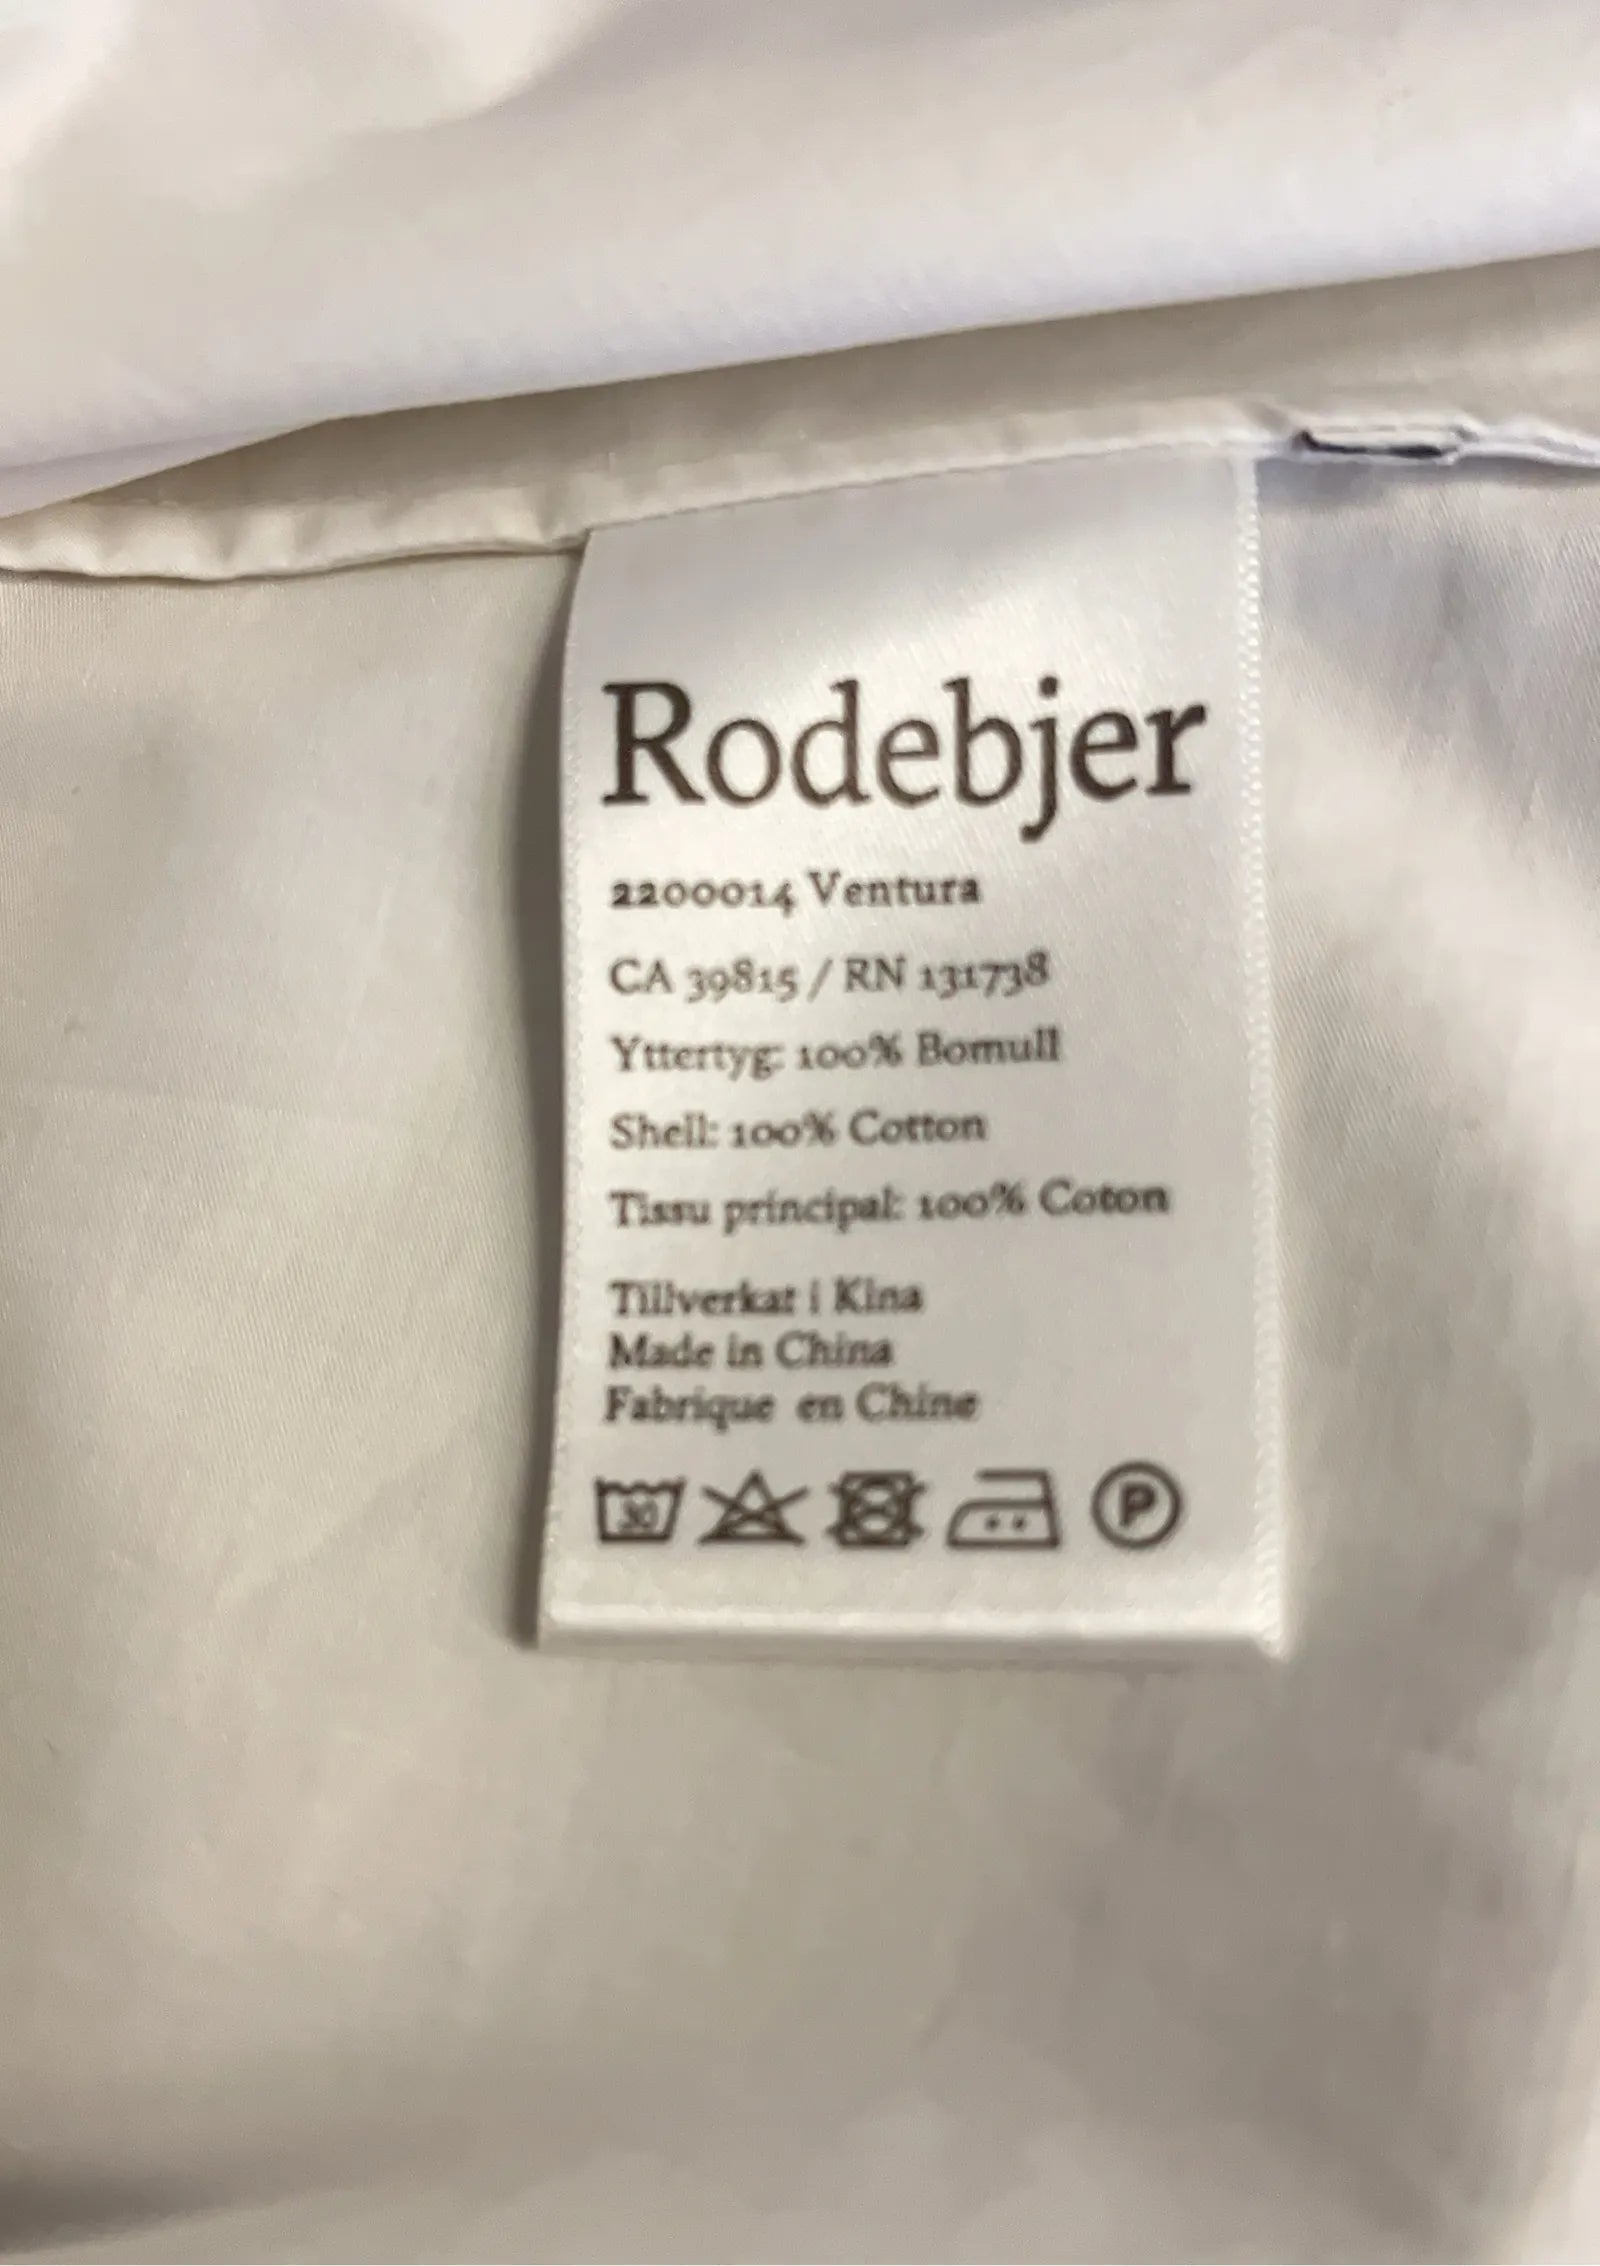 Rodebjer
2200014 Ventura
CA 39815 / RN 131738
Yttertyg: 100% Bomull
Shell: 100% Cotton
Tissu principal: 100% Coton
Tillverkat i Kina
Made in China
Fabrique en Chine
30 P